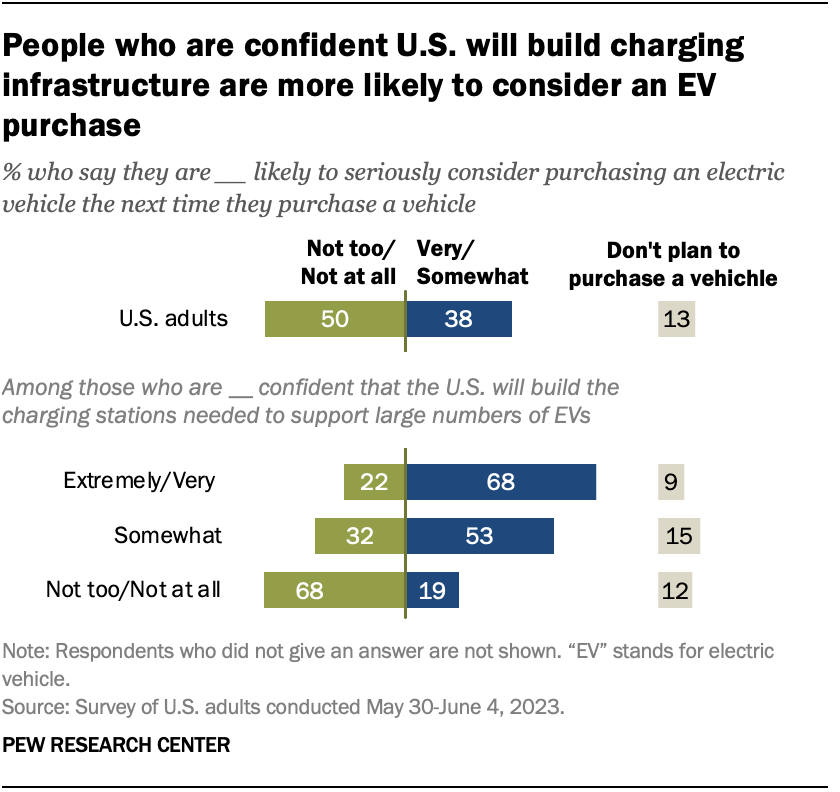 People who are confident U.S. will build charging
infrastructure are more likely to consider an EV
purchase
% who say they are __ likely to seriously consider purchasing an electric
vehicle the next time they purchase a vehicle
Not too/
Not at all
Very/
Somewhat
Don't plan to
purchase a vehichle
U.S. adults 50 38 13
Among those who are __ confident that the U.S. will build the
charging stations needed to support large numbers of EVs
Extremely/Very 22 68 9
Somewhat 32 53 15
Not too/Not at all 68 19 12
Note: Respondents who did not give an answer are not shown. “EV” stands for electric
vehicle.
Source: Survey of U.S. adults conducted May 30-June 4, 2023.
PEW RESEARCH CENTER